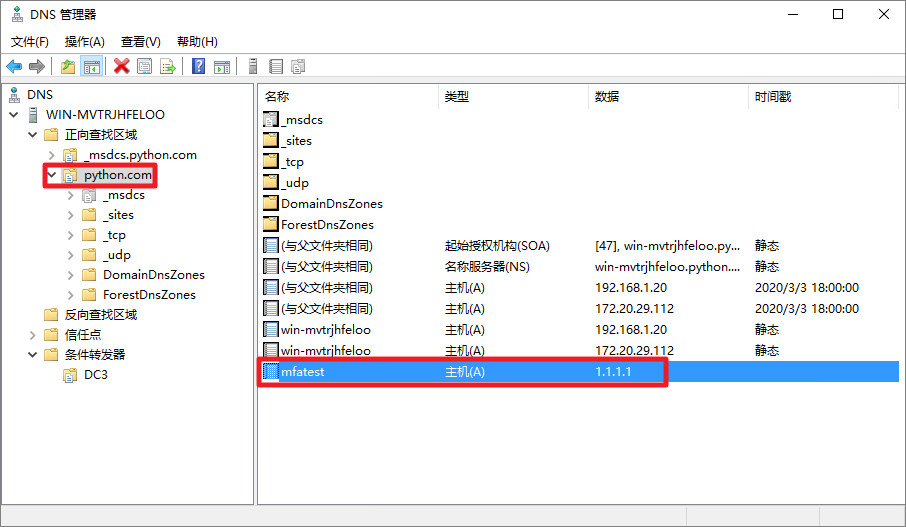 DNS 管理器
文件(F) 操作(A) 查看(V) 帮助(H)
DNS
WIN-MVTRJHFELOO
正向查找区域
_msdcs.python.com
python.com
_msdcs
_sites
_tcp
_udp
DomainDnsZones
ForestDnsZones
反向查找区域
信任点
条件转发器
DC3
名称 类型 数据 时间戳
_msdcs
_sites
_tcp
_udp
DomainDnsZones
ForestDnsZones
(与父文件夹相同) 起始授权机构(SOA) [47], win-mvtrjhfeloo.py... 静态
(与父文件夹相同) 名称服务器(NS) win-mvtrjhfeloo.python.... 静态
(与父文件夹相同) 主机(A) 192.168.1.20 2020/3/3 18:00:00
(与父文件夹相同) 主机(A) 172.20.29.112 2020/3/3 18:00:00
win-mvtrjhfeloo 主机(A) 192.168.1.20 静态
win-mvtrjhfeloo 主机(A) 172.20.29.112 静态
mfatest 主机(A) 1.1.1.1